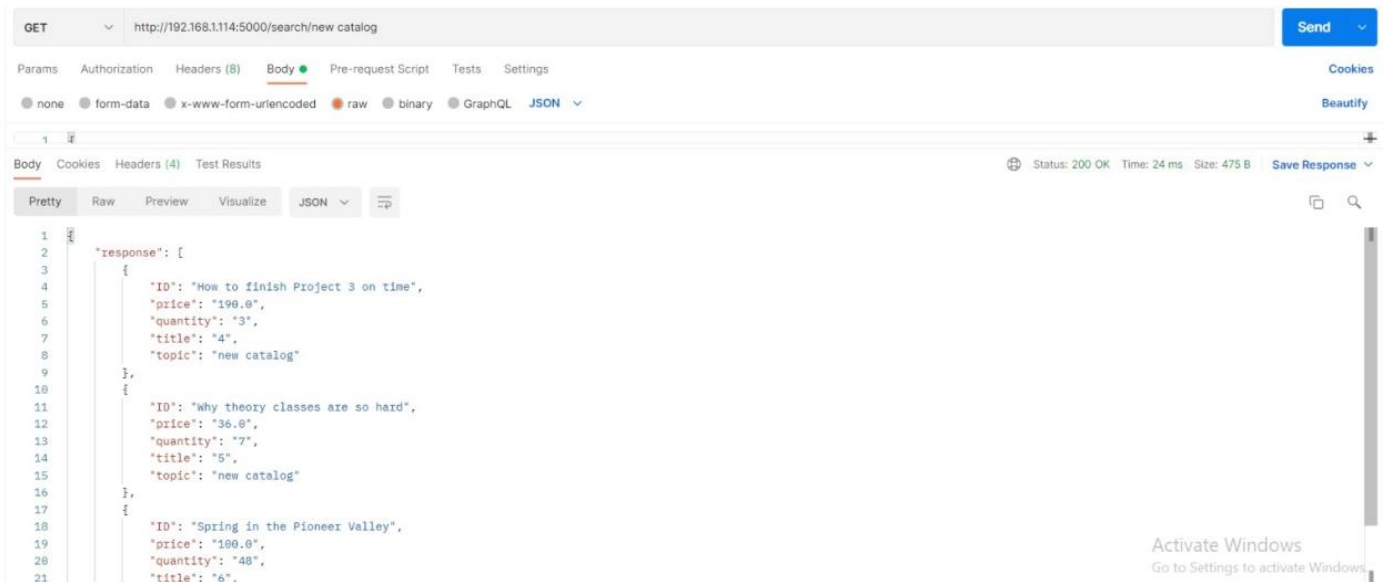 GET http://192.168.1.114:5000/search/new catalog Send
Params Authorization Headers (8) Body Pre-request Script Tests Settings Cookies
none form-data x-www-form-urlencoded raw binary GraphQL JSON Beautify
1 {
Body Cookies Headers (4) Test Results Status: 200 OK Time: 24 ms Size: 475 B Save Response
Pretty Raw Preview Visualize JSON
1 {
2 "response": [
3 {
4 "ID": "How to finish Project 3 on time",
5 "price": "190.0",
6 "quantity": "3",
7 "title": "4",
8 "topic": "new catalog"
9 },
10 {
11 "ID": "Why theory classes are so hard",
12 "price": "36.0",
13 "quantity": "7",
14 "title": "5",
15 "topic": "new catalog"
16 },
17 {
18 "ID": "Spring in the Pioneer Valley",
19 "price": "100.0",
20 "quantity": "48",
21 "title": "6",
Activate Windows
Go to Settings to activate Windows.